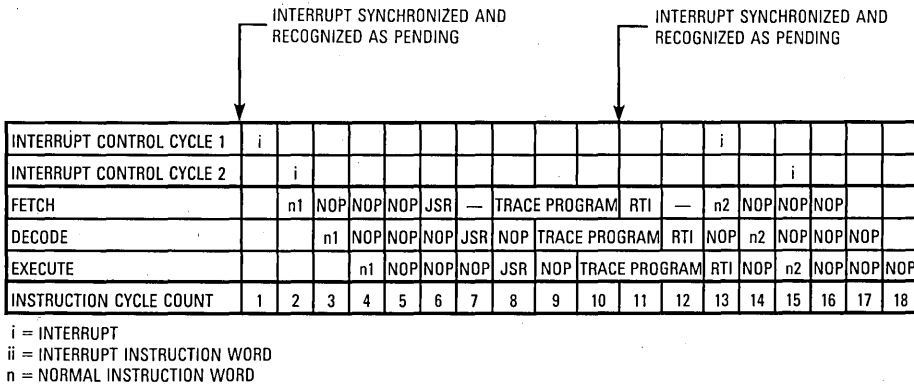 INTERRUPT SYNCHRONIZED AND
RECOGNIZED AS PENDING
INTERRUPT SYNCHRONIZED AND
RECOGNIZED AS PENDING
INTERRUPT CONTROL CYCLE 1 i i
INTERRUPT CONTROL CYCLE 2 i i
FETCH n1 NOP NOP NOP JSR — TRACE PROGRAM RTI — n2 NOP NOP NOP
DECODE n1 NOP NOP NOP JSR NOP TRACE PROGRAM RTI NOP n2 NOP NOP NOP
EXECUTE n1 NOP NOP NOP JSR NOP TRACE PROGRAM RTI NOP n2 NOP NOP NOP
INSTRUCTION CYCLE COUNT 1 2 3 4 5 6 7 8 9 10 11 12 13 14 15 16 17 18
i = INTERRUPT
ii = INTERRUPT INSTRUCTION WORD
n = NORMAL INSTRUCTION WORD